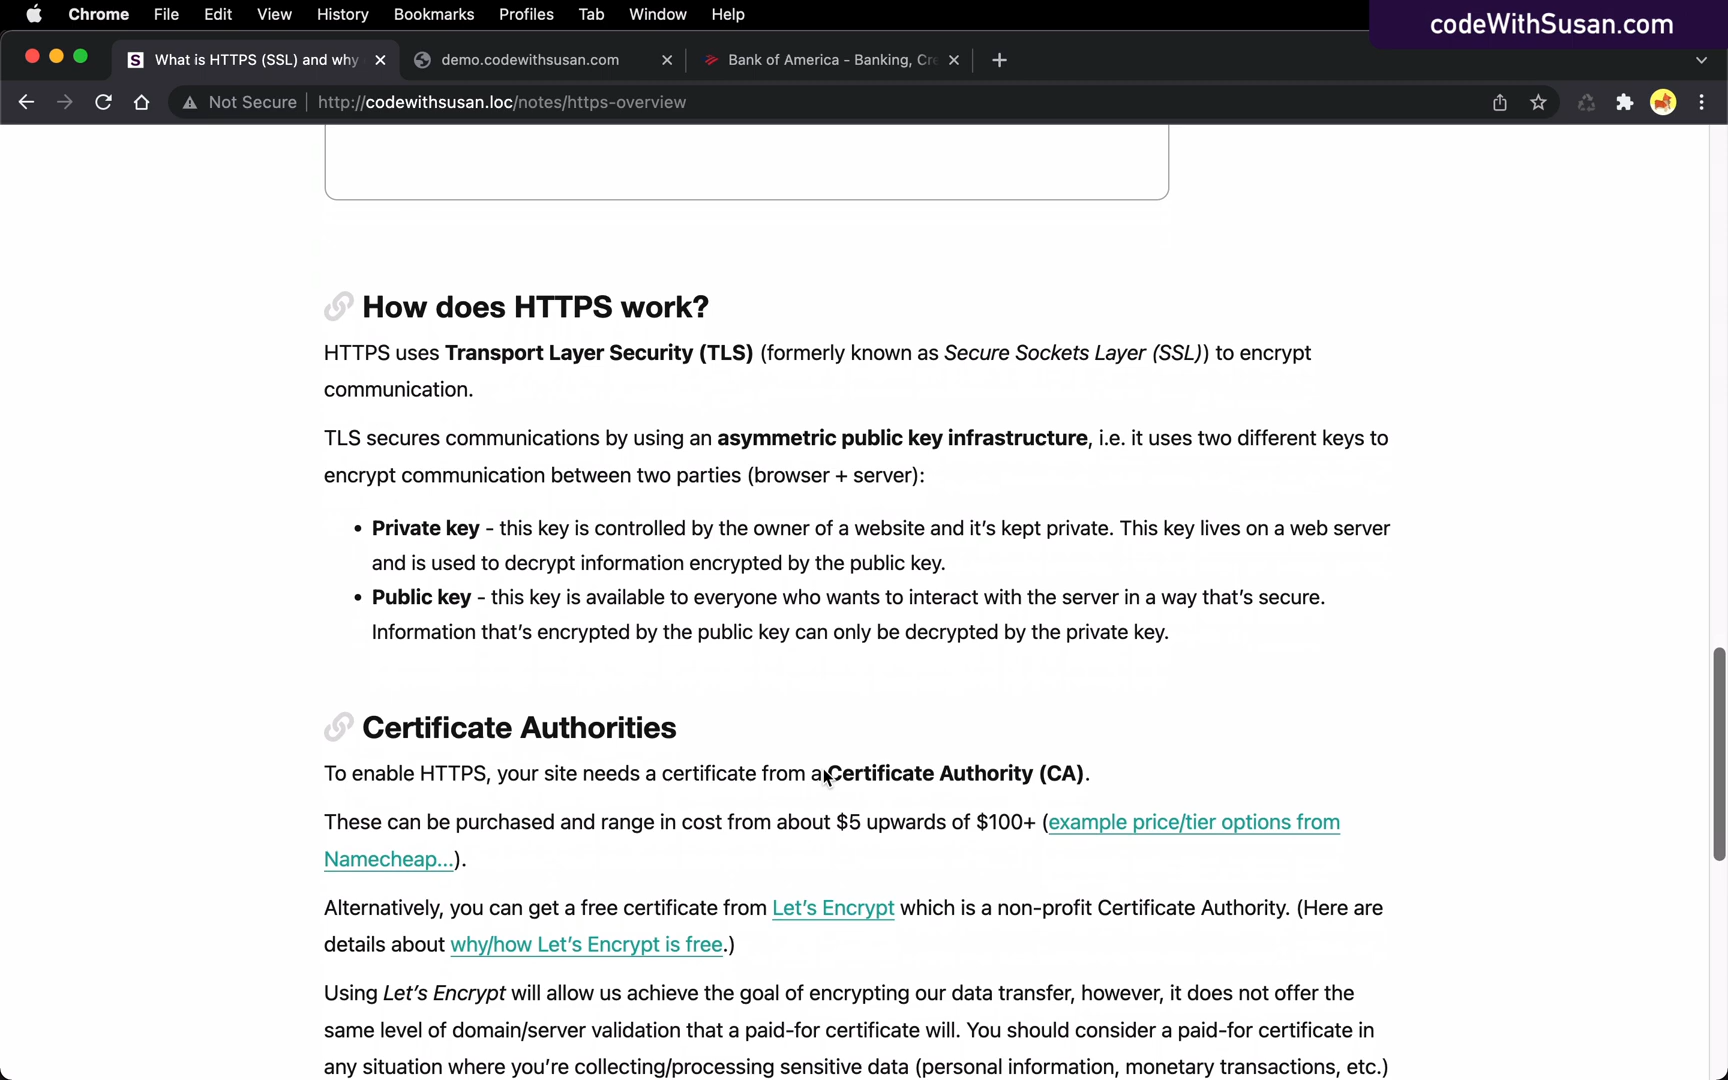 Chrome File Edit View History Bookmarks Profiles Tab Window Help
codeWithSusan.com
What is HTTPS (SSL) and why
demo.codewithsusan.com
Bank of America - Banking, Cre
Not Secure http://codewithsusan.loc/notes/https-overview
How does HTTPS work?
HTTPS uses Transport Layer Security (TLS) (formerly known as Secure Sockets Layer (SSL)) to encrypt
communication.
TLS secures communications by using an asymmetric public key infrastructure, i.e. it uses two different keys to
encrypt communication between two parties (browser + server):
• Private key - this key is controlled by the owner of a website and it's kept private. This key lives on a web server
and is used to decrypt information encrypted by the public key.
• Public key - this key is available to everyone who wants to interact with the server in a way that's secure.
Information that's encrypted by the public key can only be decrypted by the private key.
Certificate Authorities
To enable HTTPS, your site needs a certificate from a Certificate Authority (CA).
These can be purchased and range in cost from about $5 upwards of $100+ (example price/tier options from
Namecheap...).
Alternatively, you can get a free certificate from Let's Encrypt which is a non-profit Certificate Authority. (Here are
details about why/how Let's Encrypt is free.)
Using Let's Encrypt will allow us achieve the goal of encrypting our data transfer, however, it does not offer the
same level of domain/server validation that a paid-for certificate will. You should consider a paid-for certificate in
any situation where you're collecting/processing sensitive data (personal information, monetary transactions, etc.)